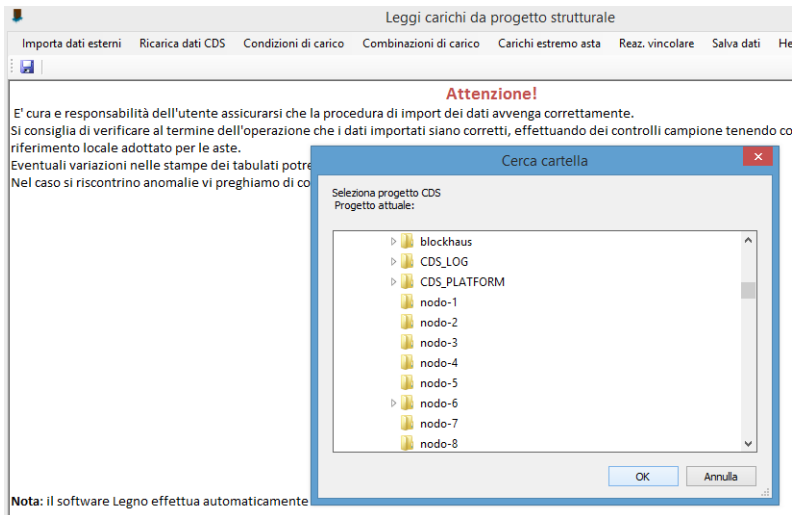 Leggi carichi da progetto strutturale
Importa dati esterni Ricarica dati CDS Condizioni di carico Combinazioni di carico Carichi estremo asta Reaz. vincolare Salva dati He
Attenzione!
E' cura e responsabilità dell'utente assicurarsi che la procedura di import dei dati avvenga correttamente.
Si consiglia di verificare al termine dell'operazione che i dati importati siano corretti, effettuando dei controlli campione tenendo co
riferimento locale adottato per le aste.
Eventuali variazioni nelle stampe dei tabulati potre
Nel caso si riscontrino anomalie vi preghiamo di co
Cerca cartella
Seleziona progetto CDS
Progetto attuale:
blockhaus
CDS_LOG
CDS_PLATFORM
nodo-1
nodo-2
nodo-3
nodo-4
nodo-5
nodo-6
nodo-7
nodo-8
OK Annulla
Nota: il software Legno effettua automaticamente